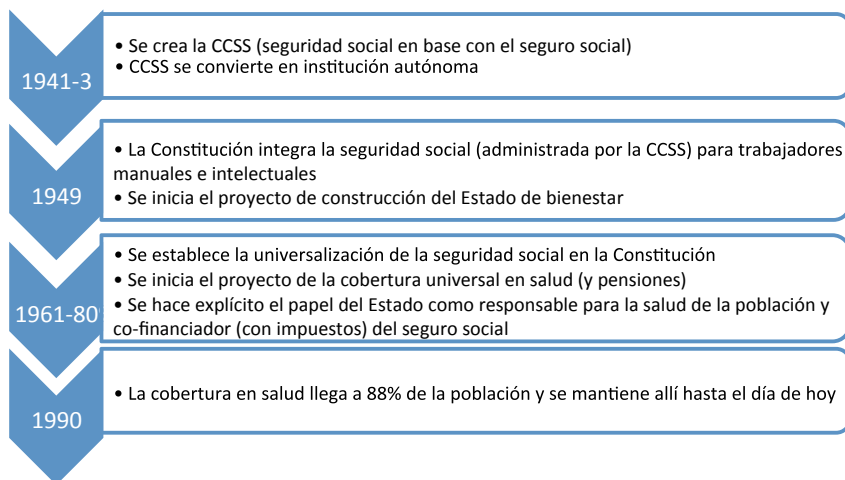 1941-3
• Se crea la CCSS (seguridad social en base con el seguro social)
• CCSS se convierte en institución autónoma
1949
• La Constitución integra la seguridad social (administrada por la CCSS) para trabajadores
manuales e intelectuales
• Se inicia el proyecto de construcción del Estado de bienestar
1961-80
• Se establece la universalización de la seguridad social en la Constitución
• Se inicia el proyecto de la cobertura universal en salud (y pensiones)
• Se hace explícito el papel del Estado como responsable para la salud de la población y
co-financiador (con impuestos) del seguro social
1990
• La cobertura en salud llega a 88% de la población y se mantiene allí hasta el día de hoy